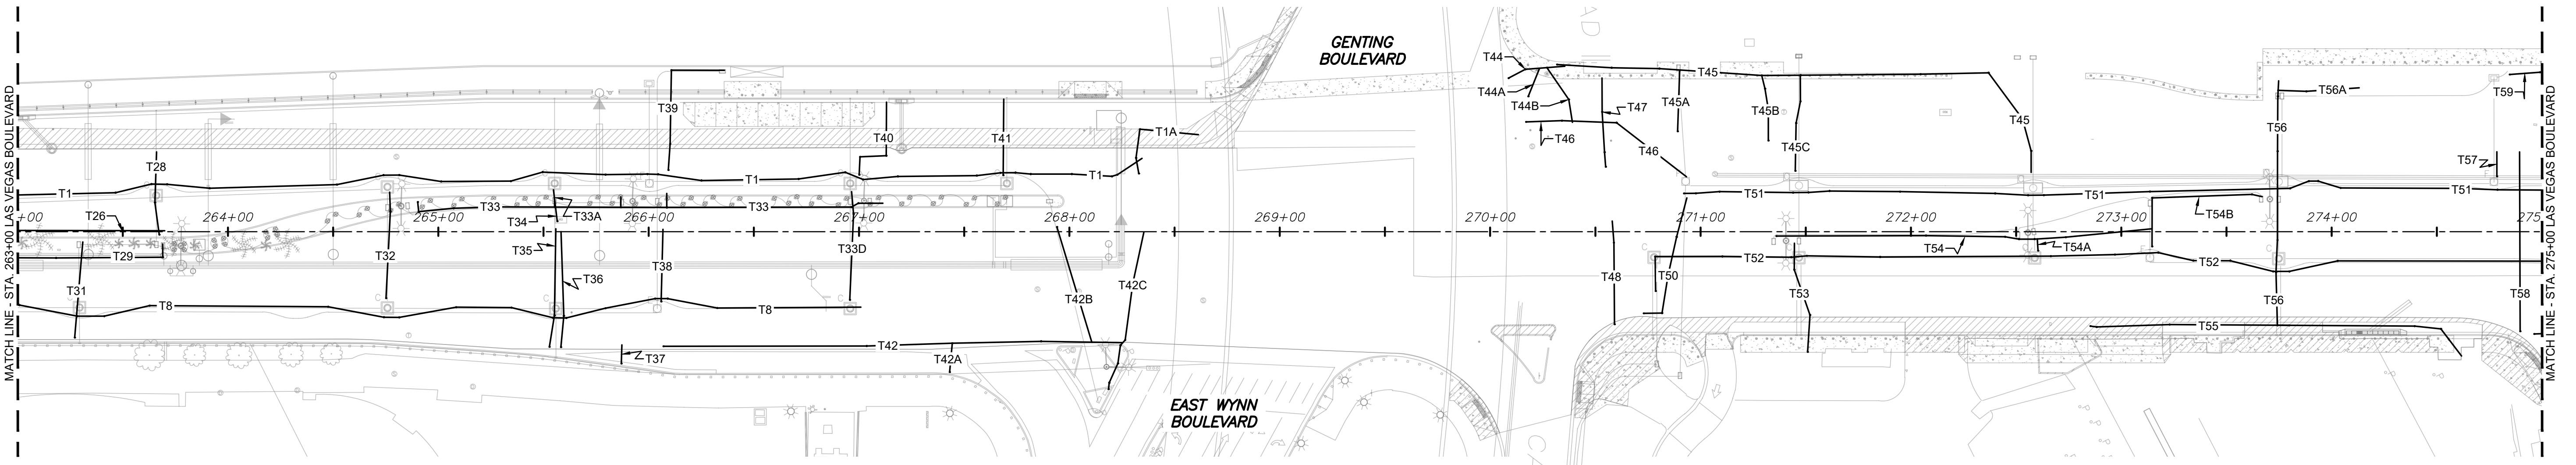 MATCH LINE - STA. 263+00 LAS VEGAS BOULEVARD
GENTING
BOULEVARD
T44
T45
T39
T44A
T44B
T47
T45A
T45B
T56A
T59
T40
T41
T1A
T46
T46
T45
T56
T45C
T28
T57
T1
T1
T1
T51
T51
T51
T26
T33
T33
T34
T33A
T54B
+00
264+00
265+00
266+00
267+00
268+00
269+00
270+00
271+00
272+00
273+00
274+00
275
T29
T32
T35
T33D
T54
T54A
T38
T52
T52
T31
T36
T48
T50
T42C
T42B
T53
T56
T58
T8
T8
T55
T42
T37
T42A
EAST WYNN
BOULEVARD
MATCH LINE - STA. 275+00 LAS VEGAS BOULEVARD